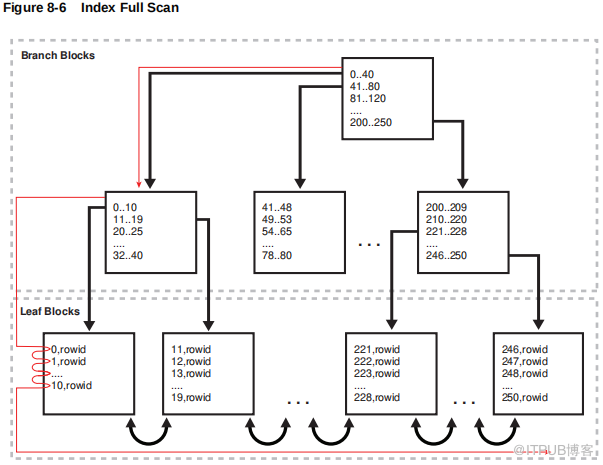 Figure 8-6 Index Full Scan
Branch Blocks
0..40
41..80
81..120
....
200..250
0..10
11..19
20..25
....
32..40
41..48
49..53
54..65
....
78..80
...
200..209
210..220
221..228
....
246..250
Leaf Blocks
0,rowid
1,rowid
....
10,rowid
11,rowid
12,rowid
13,rowid
....
19,rowid
...
221,rowid
222,rowid
223,rowid
....
228,rowid
...
246,rowid
247,rowid
248,rowid
....
250,rowid
@ITPUB博客